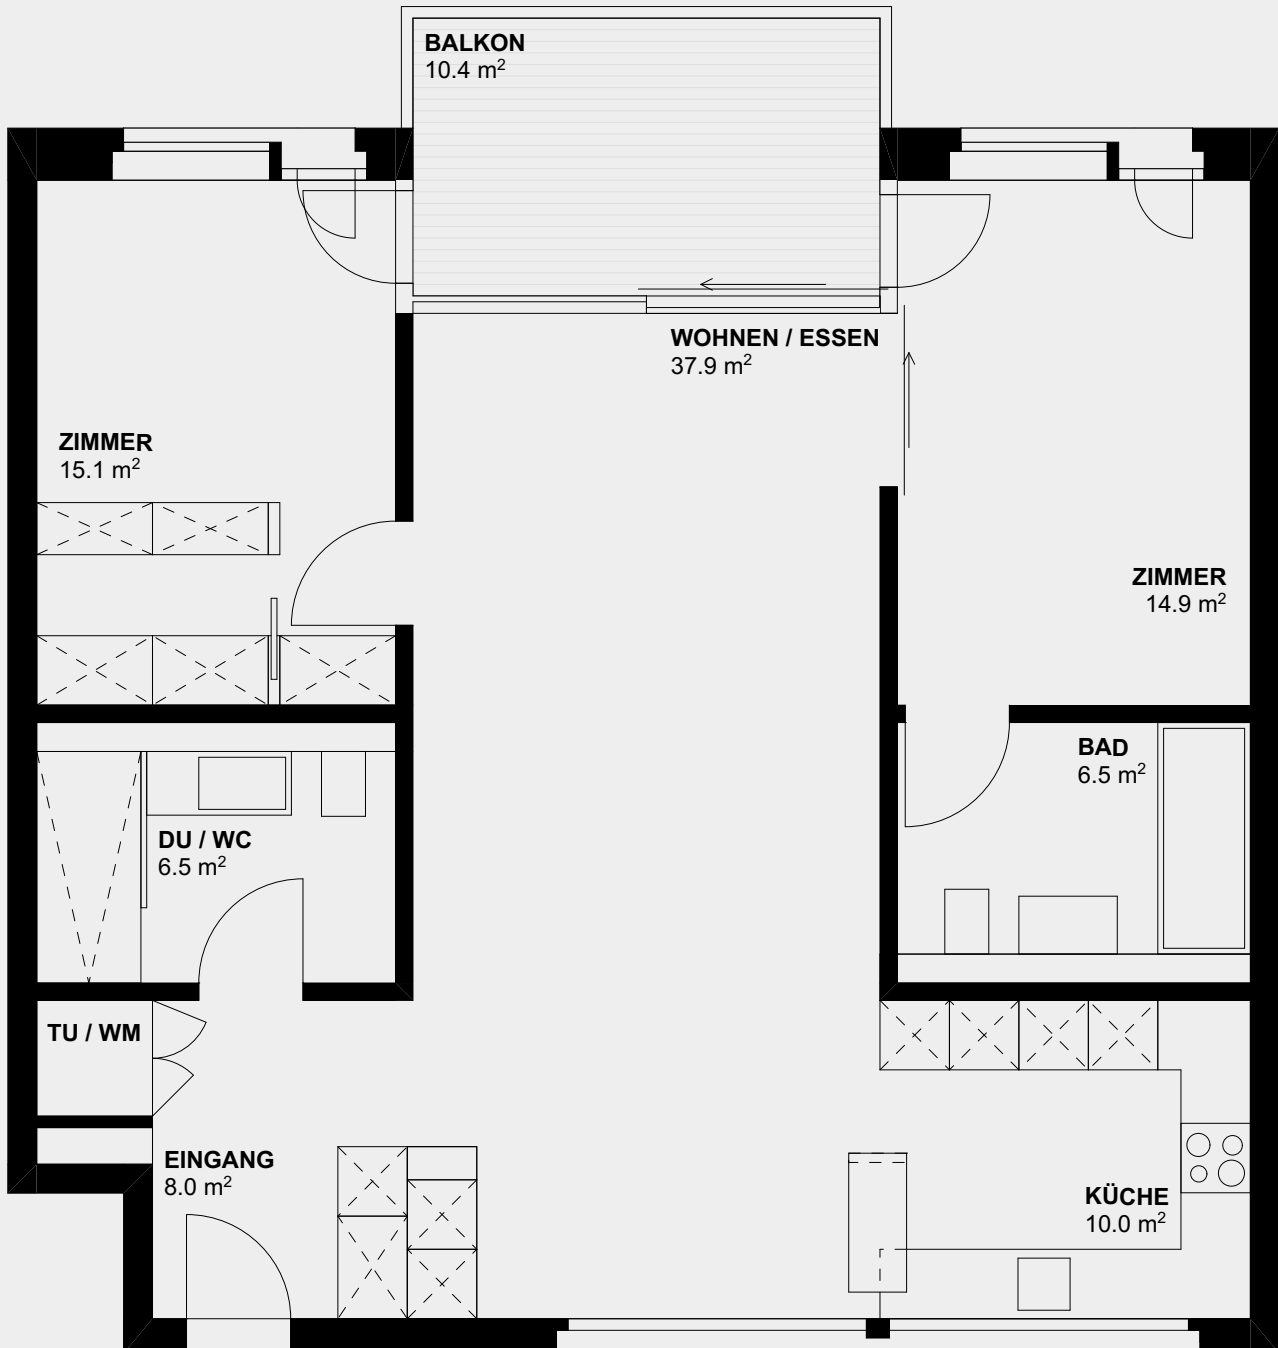 BALKON
10.4 m²
WOHNEN / ESSEN
37.9 m²
ZIMMER
15.1 m²
ZIMMER
14.9 m²
BAD
6.5 m²
DU / WC
6.5 m²
TU / WM
EINGANG
8.0 m²
KÜCHE
10.0 m²